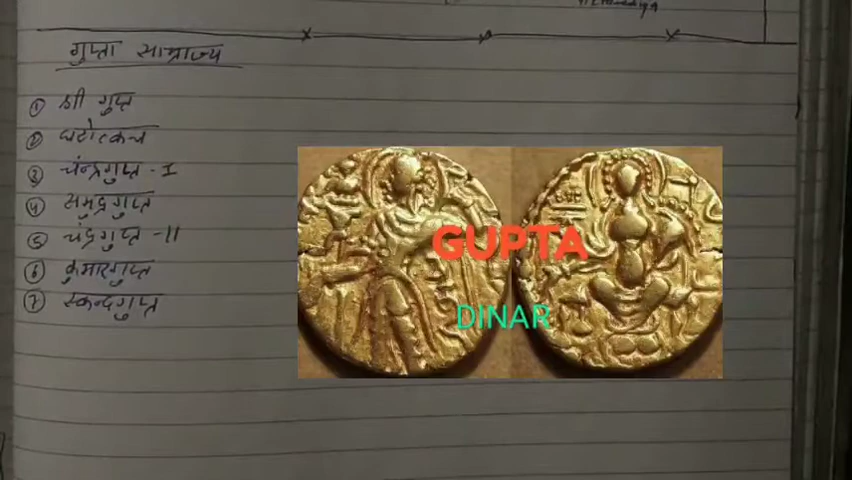 गुप्ता साम्राज्य
① श्री गुप्त
② घटोत्कच
③ चंन्द्रगुप्त - I
④ समुद्रगुप्त
⑤ चंद्रगुप्त - II
⑥ कुमारगुप्त
⑦ स्कन्दगुप्त
GUPTA
DINAR